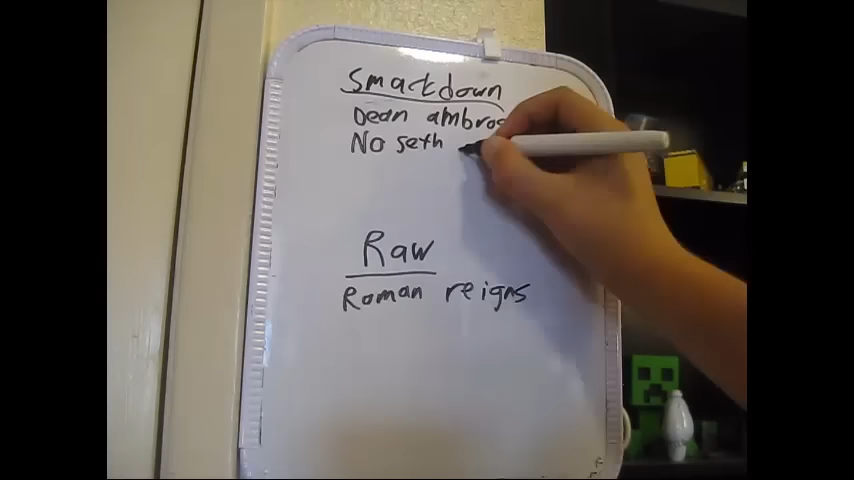 Smackdown
Dean ambros
No seth
Raw
Roman reigns